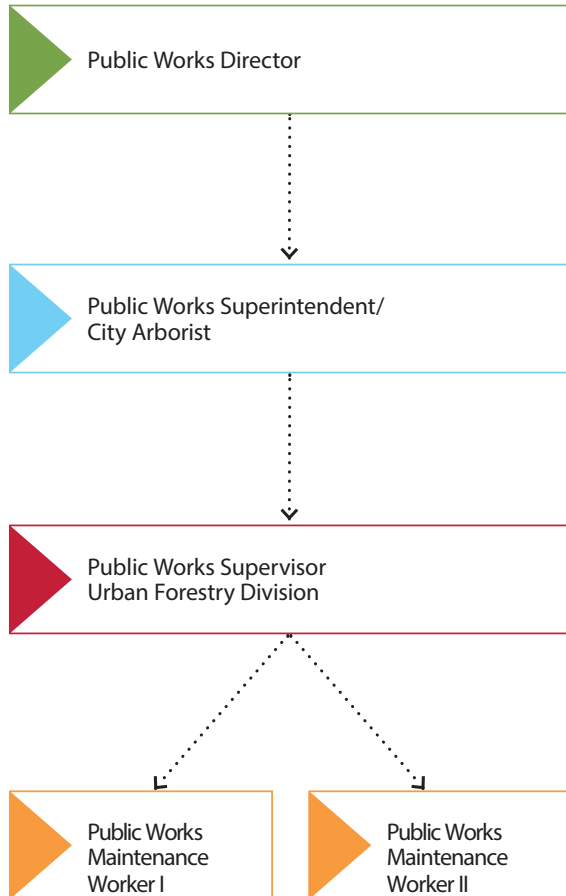 Public Works Director
Public Works Superintendent/
City Arborist
Public Works Supervisor
Urban Forestry Division
Public Works
Maintenance
Worker I
Public Works
Maintenance
Worker II